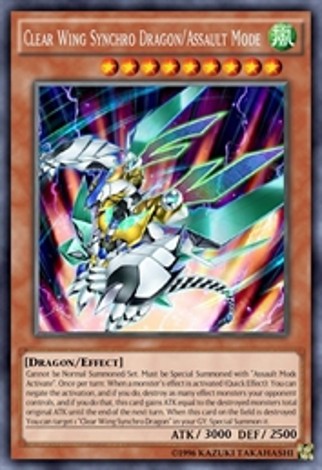 CLEAR WING SYNCHRO DRAGON/ASSAULT MODE
風
[DRAGON/EFFECT]
Cannot be Normal Summoned/Set. Must be Special Summoned with "Assault Mode
Activate". Once per turn: When a monster's effect is activated (Quick Effect): You can
negate the activation, and if you do, destroy as many effect monsters your opponent
controls, and if you do that, this card gains ATK equal to the destroyed monsters total
original ATK until the end of the next turn. When this card on the field is destroyed
You can target 1 "Clear Wing Synchro Dragon" in your GY: Special Summon it.
ATK / 3000 DEF / 2500
©1996 KAZUKI TAKAHASHI